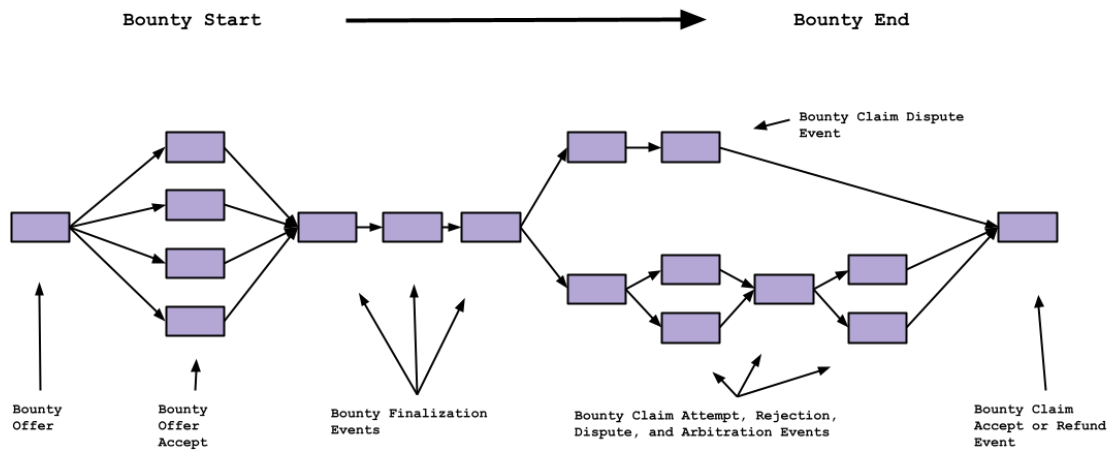 Bounty Start
Bounty End
Bounty Claim Dispute
Event
Bounty
Offer
Bounty
Offer
Accept
Bounty Finalization
Events
Bounty Claim Attempt, Rejection,
Dispute, and Arbitration Events
Bounty Claim
Accept or Refund
Event